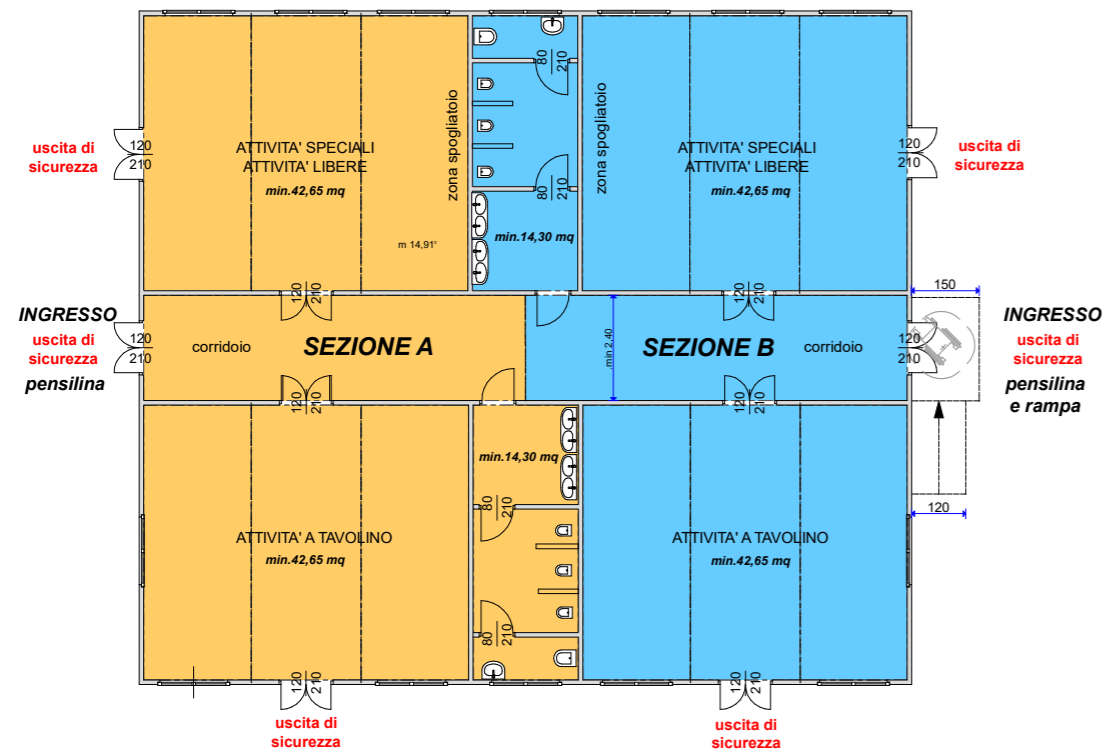 80
210
uscita di
sicurezza
120
210
ATTIVITA' SPECIALI
ATTIVITA' LIBERE
min.42,65 mq
zona spogliatoio
m 14,91²
80
210
min.14,30 mq
zona spogliatoio
ATTIVITA' SPECIALI
ATTIVITA' LIBERE
min.42,65 mq
120
210
uscita di
sicurezza
120
210
120
210
150
INGRESSO
uscita di
sicurezza
pensilina
120
210
corridoio
SEZIONE A
.min 2,40
SEZIONE B
corridoio
120
210
INGRESSO
uscita di
sicurezza
pensilina
e rampa
120
210
120
210
min.14,30 mq
80
210
120
ATTIVITA' A TAVOLINO
min.42,65 mq
ATTIVITA' A TAVOLINO
min.42,65 mq
80
210
120
210
uscita di
sicurezza
120
210
uscita di
sicurezza